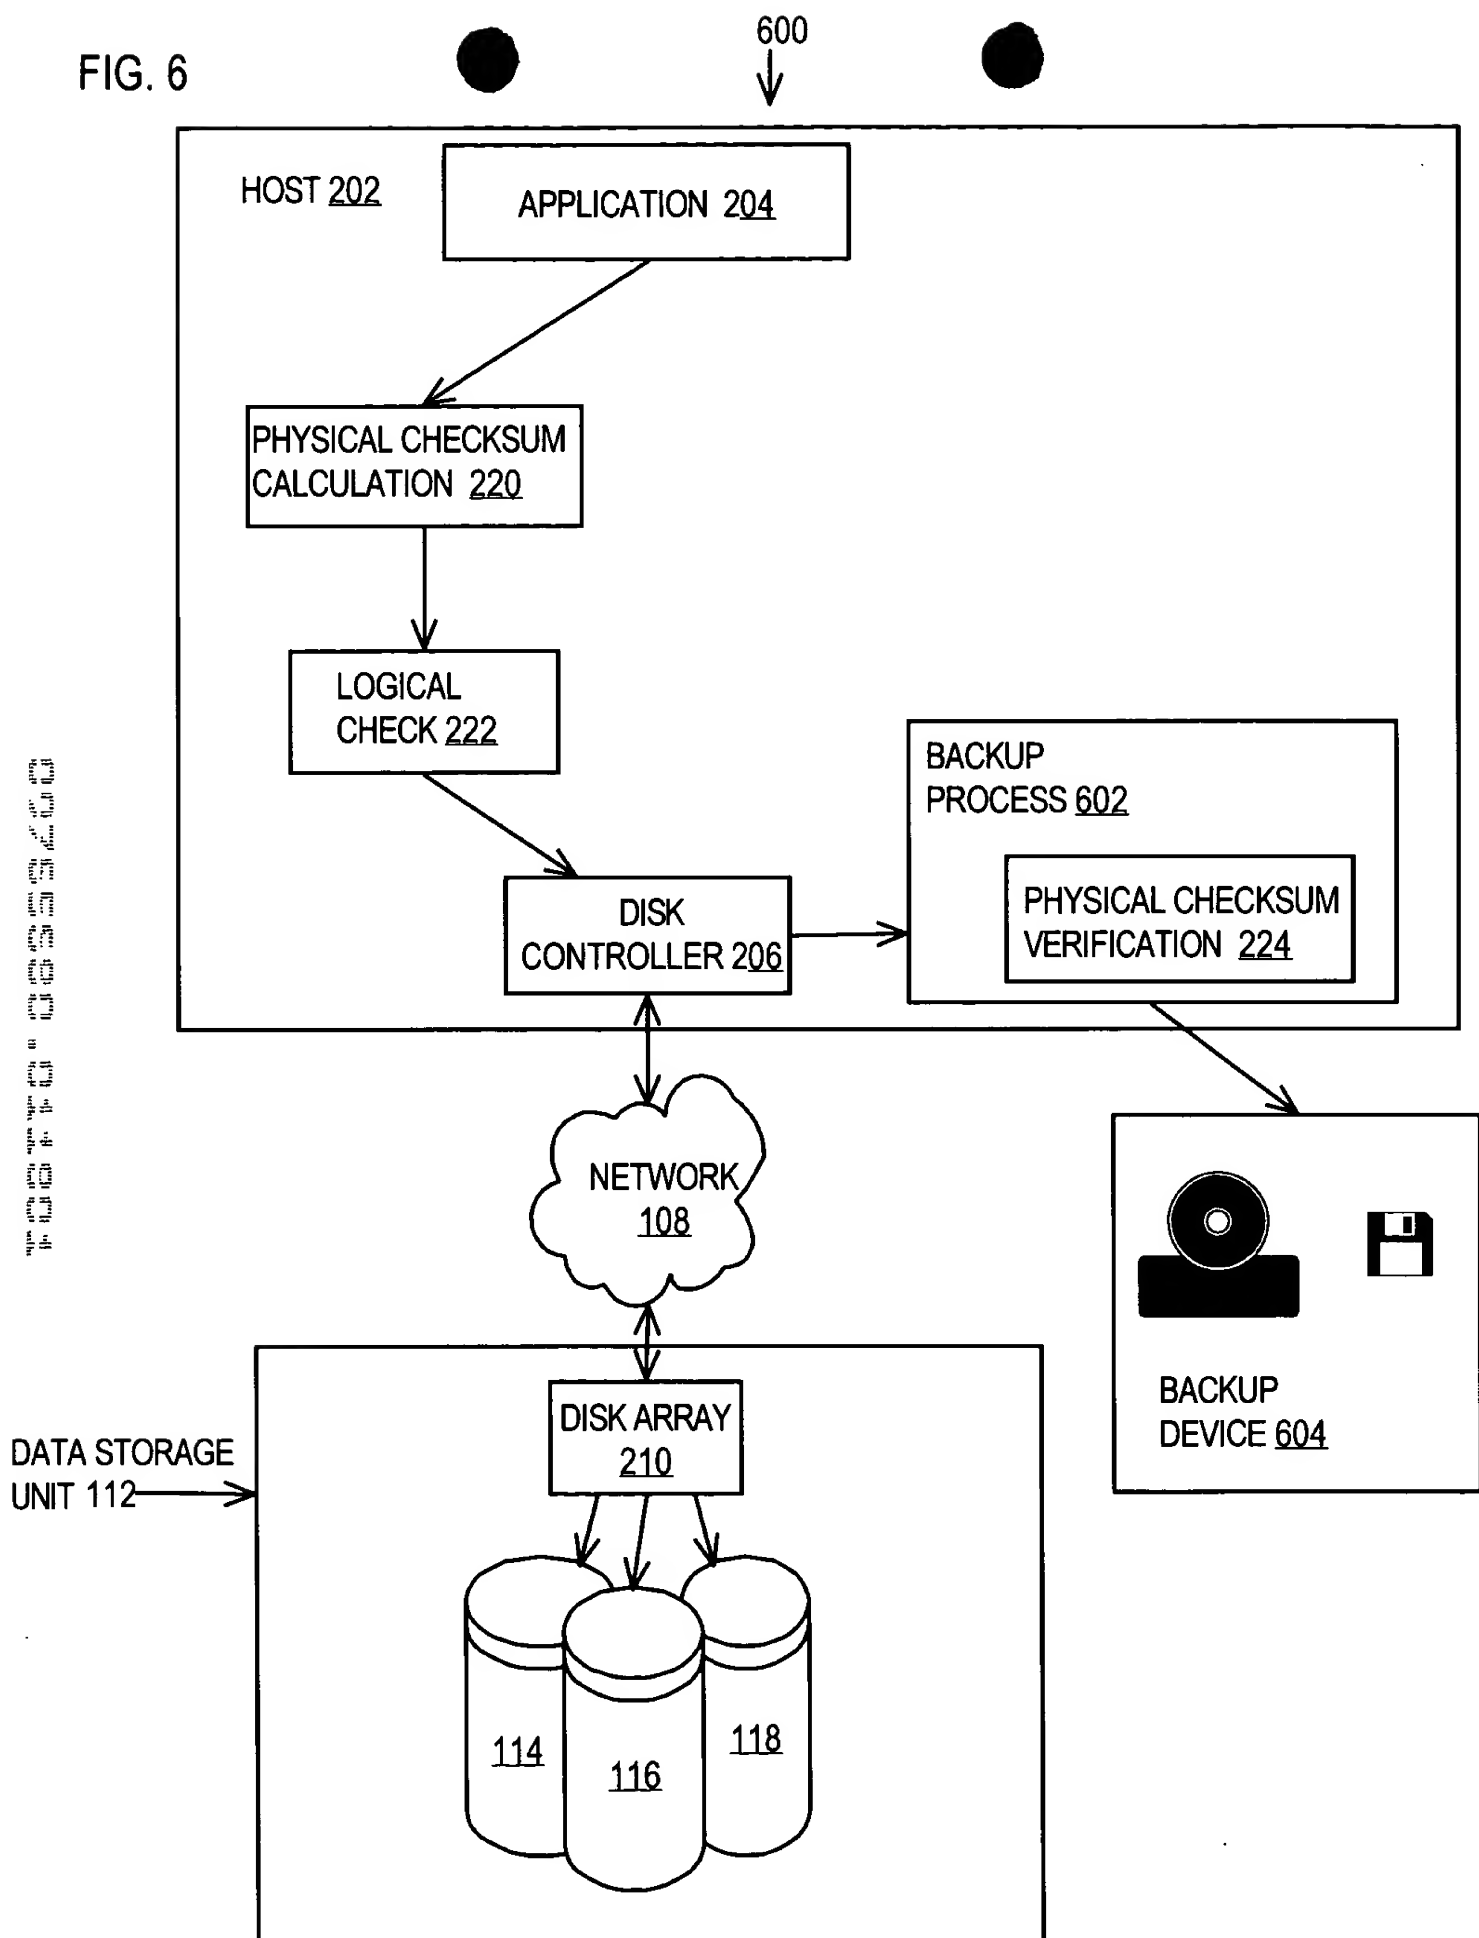 FIG. 6
600
HOST 202
APPLICATION 204
PHYSICAL CHECKSUM
CALCULATION 220
LOGICAL
CHECK 222
BACKUP
PROCESS 602
PHYSICAL CHECKSUM
VERIFICATION 224
DISK
CONTROLLER 206
NETWORK
108
BACKUP
DEVICE 604
DISK ARRAY
210
DATA STORAGE
UNIT 112
114
116
118